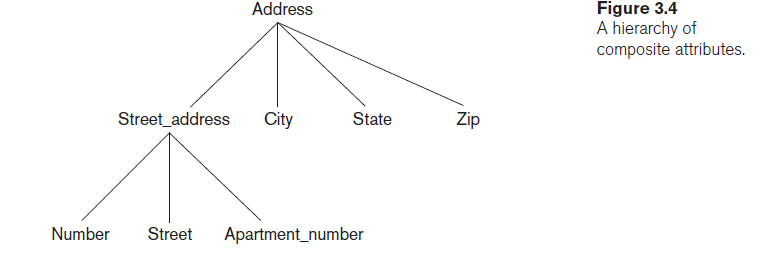 Address
Figure 3.4
A hierarchy of
composite attributes.
Street_address City State Zip
Number Street Apartment_number